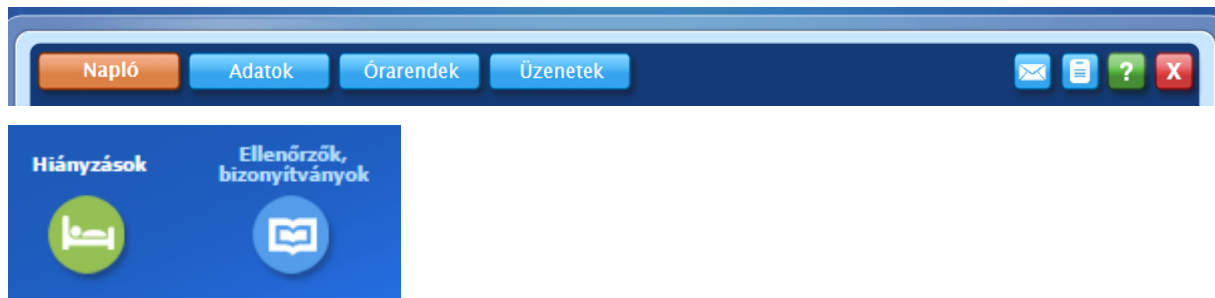 Napló Adatok Órarendek Üzenetek ? X
Hiányzások
Ellenőrzők,
bizonyítványok